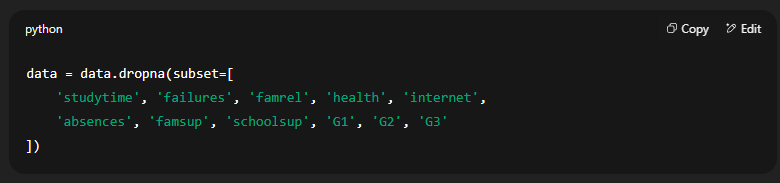 python
Copy
Edit
data = data.dropna(subset=[
    'studytime', 'failures', 'famrel', 'health', 'internet',
    'absences', 'famsup', 'schoolsup', 'G1', 'G2', 'G3'
])